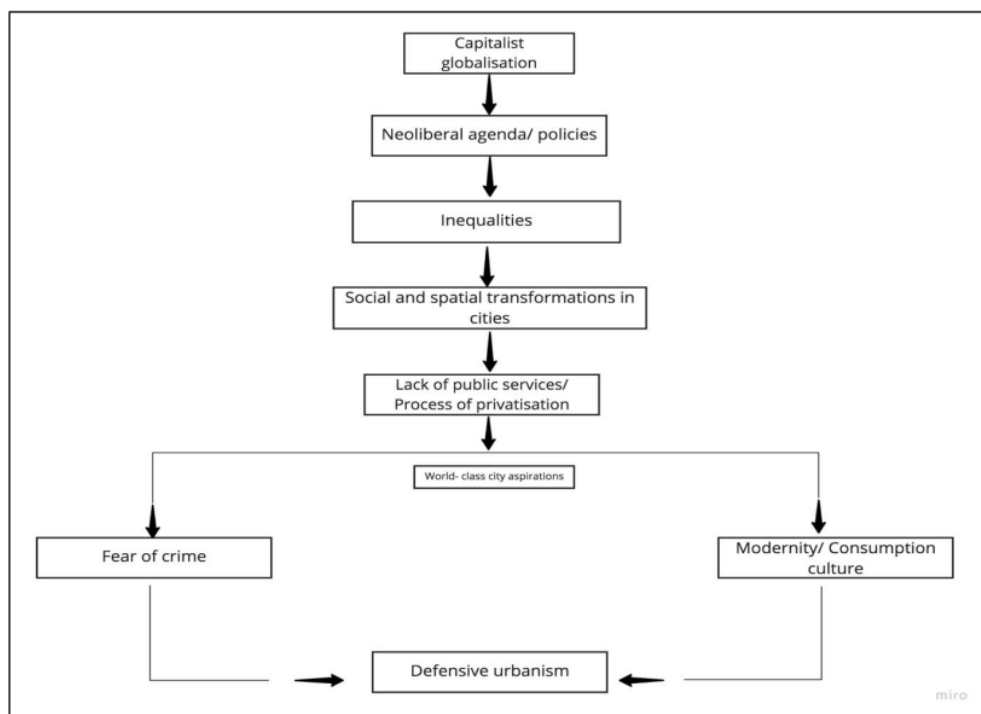 Capitalist
globalisation
Neoliberal agenda/ policies
Inequalities
Social and spatial transformations in
cities
Lack of public services/
Process of privatisation
World- class city aspirations
Fear of crime
Modernity/ Consumption
culture
Defensive urbanism
miro